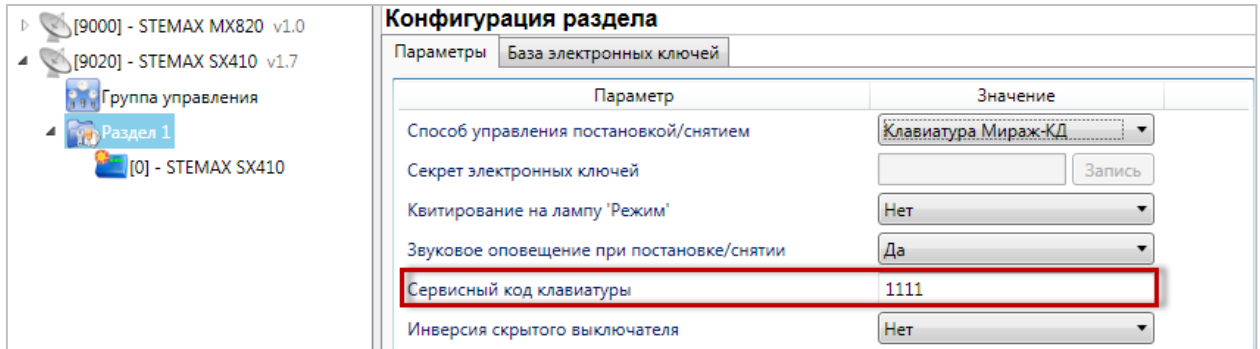 [9000] - STEMAX MX820 v1.0
[9020] - STEMAX SX410 v1.7
Группа управления
Раздел 1
[0] - STEMAX SX410
Конфигурация раздела
Параметры База электронных ключей
Параметр Значение
Способ управления постановкой/снятием Клавиатура Мираж-КД
Секрет электронных ключей Запись
Квитирование на лампу 'Режим' Нет
Звуковое оповещение при постановке/снятии Да
Сервисный код клавиатуры 1111
Инверсия скрытого выключателя Нет